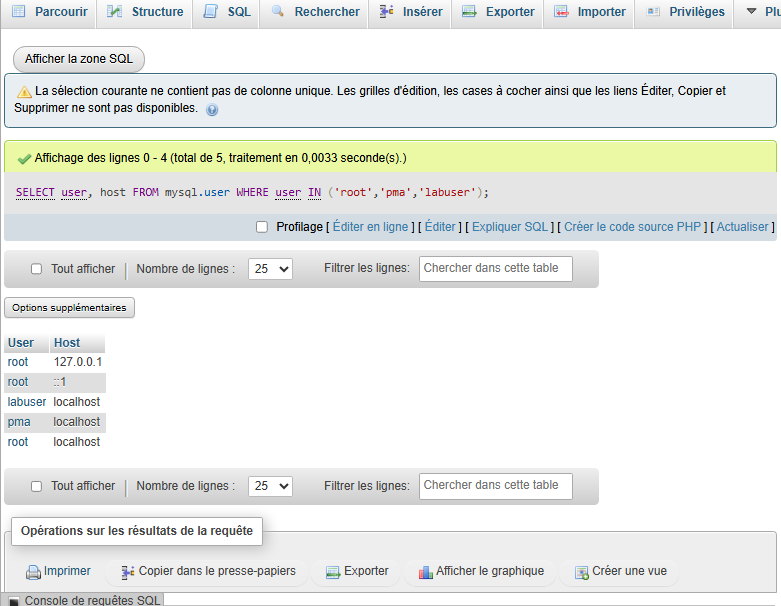 Parcourir Structure SQL Rechercher Insérer Exporter Importer Privilèges
Afficher la zone SQL
La sélection courante ne contient pas de colonne unique. Les grilles d'édition, les cases à cocher ainsi que les liens Éditer, Copier et
Supprimer ne sont pas disponibles.
Affichage des lignes 0 - 4 (total de 5, traitement en 0,0033 seconde(s).)
SELECT user, host FROM mysql.user WHERE user IN ('root','pma','labuser');
Profilage [ Éditer en ligne ] [ Éditer ] [ Expliquer SQL ] [ Créer le code source PHP ] [ Actualiser ]
Tout afficher Nombre de lignes : 25 Filtrer les lignes: Chercher dans cette table
Options supplémentaires
User Host
root 127.0.0.1
root ::1
labuser localhost
pma localhost
root localhost
Tout afficher Nombre de lignes : 25 Filtrer les lignes: Chercher dans cette table
Opérations sur les résultats de la requête
Imprimer Copier dans le presse-papiers Exporter Afficher le graphique Créer une vue
Console de requêtes SQL